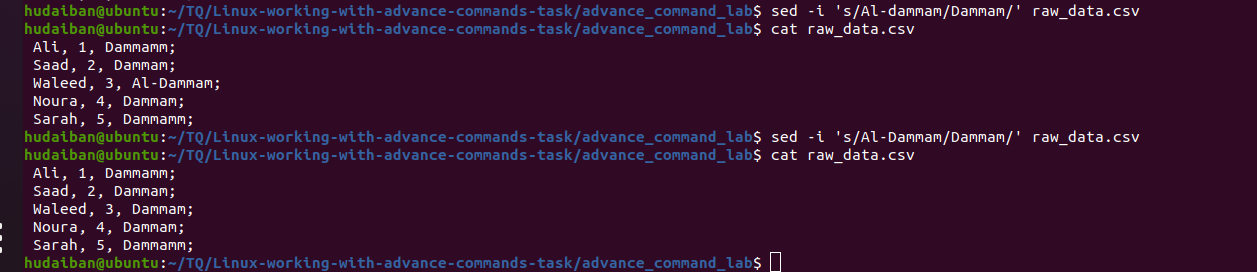 hudaiban@ubuntu:~/TQ/Linux-working-with-advance-commands-task/advance_command_lab$ sed -i 's/Al-dammam/Dammam/' raw_data.csv
hudaiban@ubuntu:~/TQ/Linux-working-with-advance-commands-task/advance_command_lab$ cat raw_data.csv
Ali, 1, Dammamm;
Saad, 2, Dammam;
Waleed, 3, Al-Dammam;
Noura, 4, Dammam;
Sarah, 5, Dammamm;
hudaiban@ubuntu:~/TQ/Linux-working-with-advance-commands-task/advance_command_lab$ sed -i 's/Al-Dammam/Dammam/' raw_data.csv
hudaiban@ubuntu:~/TQ/Linux-working-with-advance-commands-task/advance_command_lab$ cat raw_data.csv
Ali, 1, Dammamm;
Saad, 2, Dammam;
Waleed, 3, Dammam;
Noura, 4, Dammam;
Sarah, 5, Dammamm;
hudaiban@ubuntu:~/TQ/Linux-working-with-advance-commands-task/advance_command_lab$